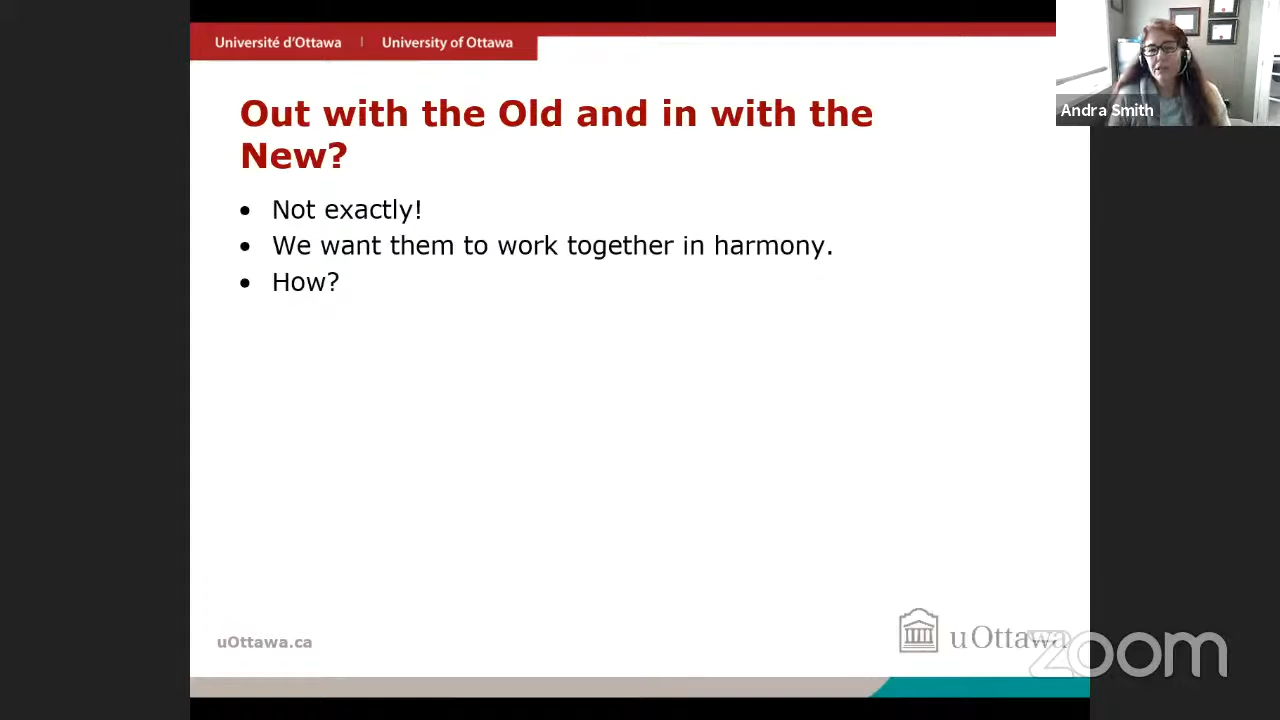 Université d'Ottawa | University of Ottawa
Andra Smith
Out with the Old and in with the
New?
• Not exactly!
• We want them to work together in harmony.
• How?
uOttawa.ca
uOttawa
zoom